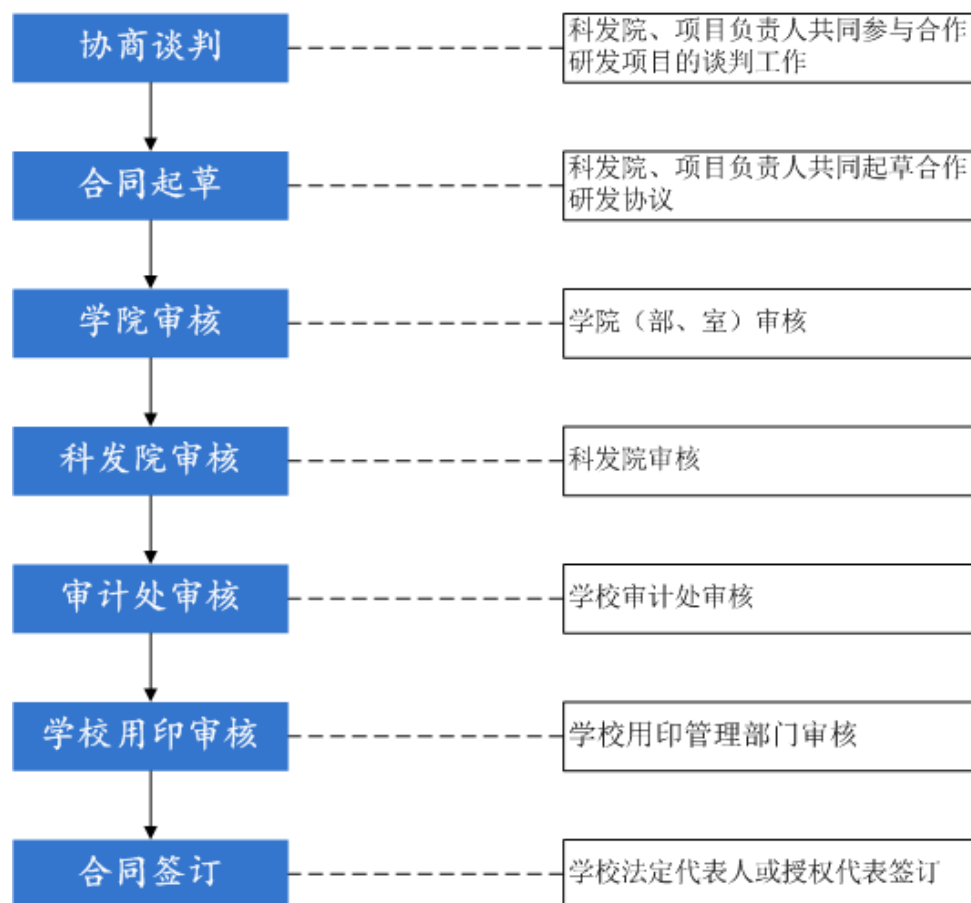 协商谈判
科发院、项目负责人共同参与合作
研发项目的谈判工作
合同起草
科发院、项目负责人共同起草合作
研发协议
学院审核
学院（部、室）审核
科发院审核
科发院审核
审计处审核
学校审计处审核
学校用印审核
学校用印管理部门审核
合同签订
学校法定代表人或授权代表签订